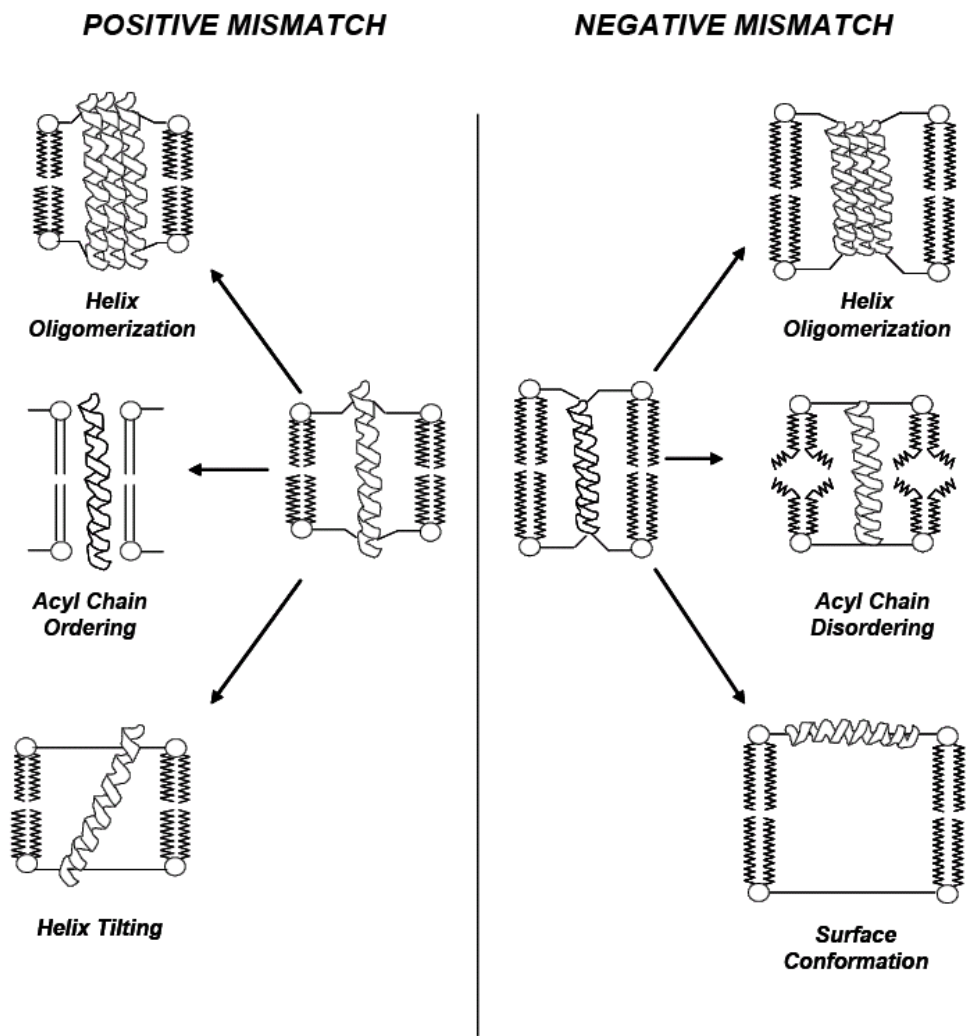 POSITIVE MISMATCH
Helix
Oligomerization
Acyl Chain
Ordering
Helix Tilting
NEGATIVE MISMATCH
Helix
Oligomerization
Acyl Chain
Disordering
Surface
Conformation